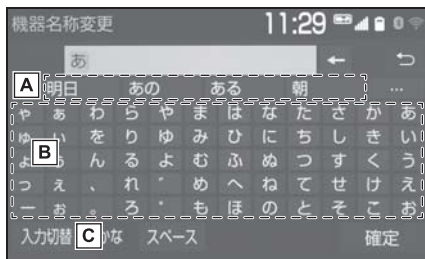 機器名称変更 11:29
あ
A 明日 あの ある 朝 …
ゃ ぁ わ ら や ま は な た さ か あ
ゅ ぃ を り ゆ み ひ に ち し き い
ょ ぅ ん る よ む ふ ぬ つ す く う
っ ぇ 、 れ ゛ め へ ね て せ け え
ー ぉ 。 ろ ゜ も ほ の と そ こ お
B
入力切替 C かな スペース 確定